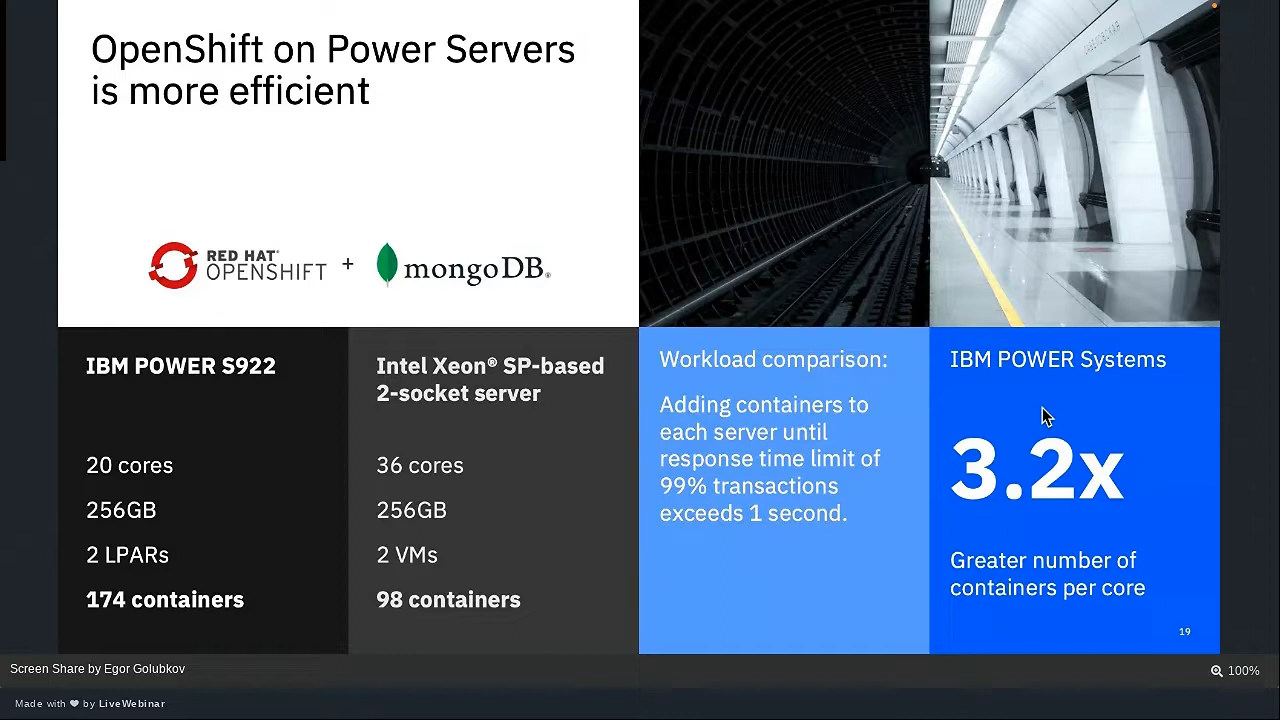 OpenShift on Power Servers
is more efficient
RED HAT®
OPENSHIFT
+
mongoDB®
IBM POWER S922
20 cores
256GB
2 LPARs
174 containers
Intel Xeon® SP-based
2-socket server
36 cores
256GB
2 VMs
98 containers
Workload comparison:
Adding containers to
each server until
response time limit of
99% transactions
exceeds 1 second.
IBM POWER Systems
3.2x
Greater number of
containers per core
19
Screen Share by Egor Golubkov
100%
Made with ❤ by LiveWebinar